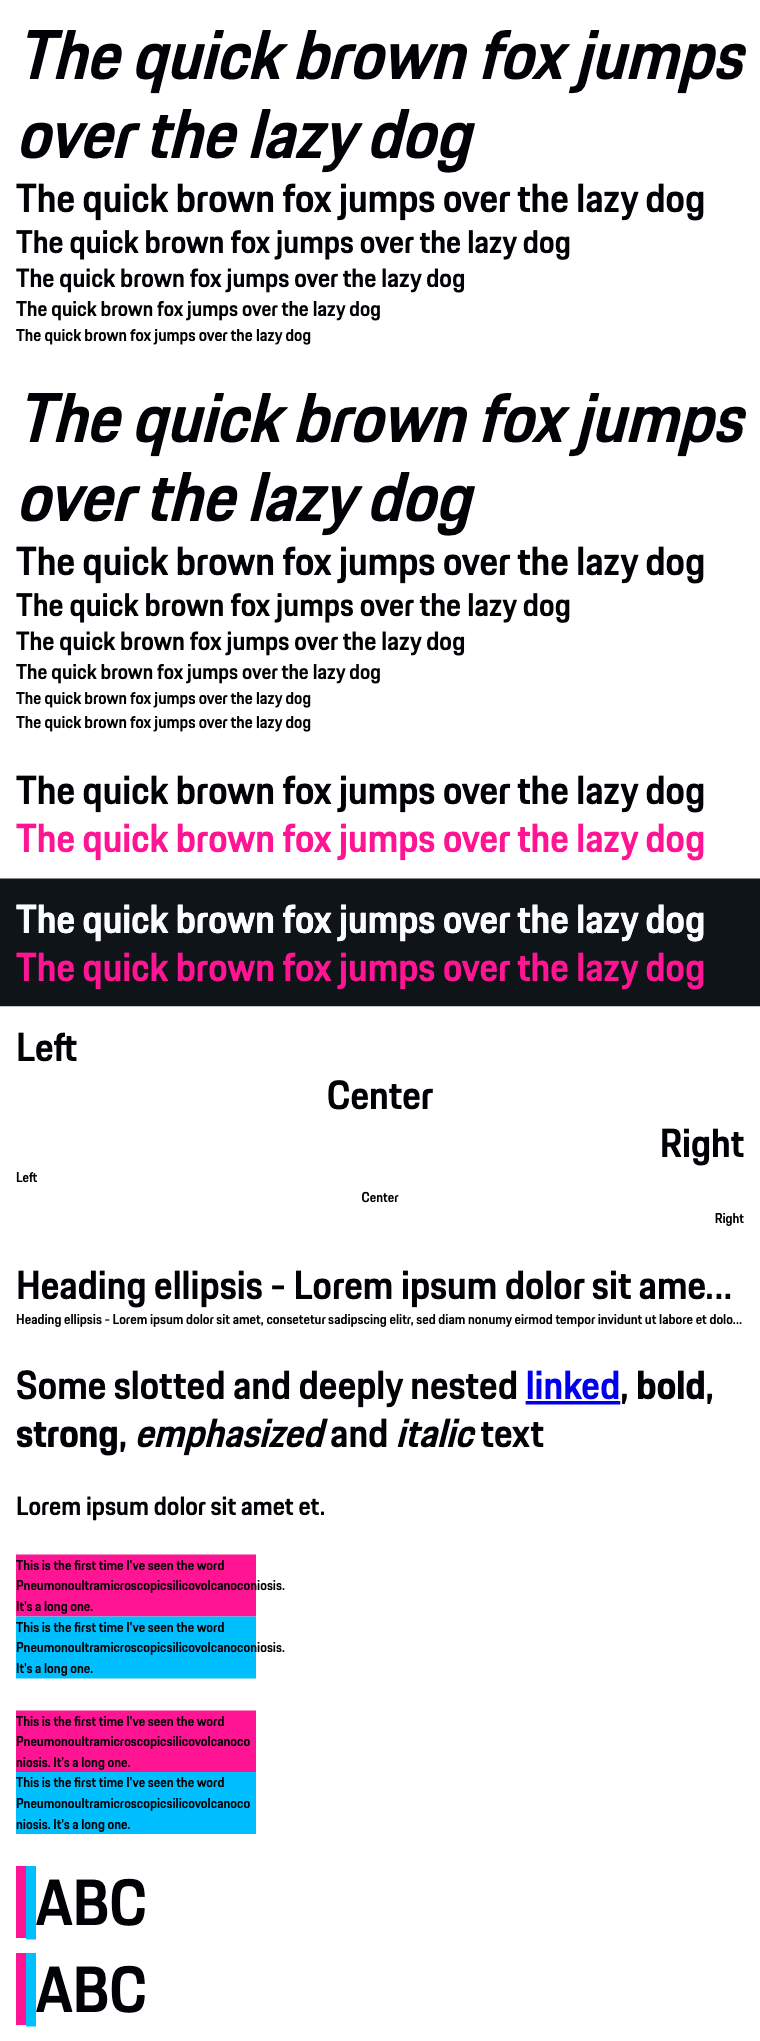 The quick brown fox jumps
over the lazy dog
The quick brown fox jumps over the lazy dog
The quick brown fox jumps over the lazy dog
The quick brown fox jumps over the lazy dog
The quick brown fox jumps over the lazy dog
The quick brown fox jumps over the lazy dog
The quick brown fox jumps
over the lazy dog
The quick brown fox jumps over the lazy dog
The quick brown fox jumps over the lazy dog
The quick brown fox jumps over the lazy dog
The quick brown fox jumps over the lazy dog
The quick brown fox jumps over the lazy dog
The quick brown fox jumps over the lazy dog
The quick brown fox jumps over the lazy dog
The quick brown fox jumps over the lazy dog
The quick brown fox jumps over the lazy dog
The quick brown fox jumps over the lazy dog
Left
Center
Right
Left
Center
Right
Heading ellipsis - Lorem ipsum dolor sit ame...
Heading ellipsis - Lorem ipsum dolor sit amet, consetetur sadipscing elitr, sed diam nonumy eirmod tempor invidunt ut labore et dolo...
Some slotted and deeply nested linked, bold,
strong, emphasized and italic text
Lorem ipsum dolor sit amet et.
This is the first time I've seen the word
Pneumonoultramicroscopicsilicovolcanoconiosis.
It's a long one.
This is the first time I've seen the word
Pneumonoultramicroscopicsilicovolcanoconiosis.
It's a long one.
This is the first time I've seen the word
Pneumonoultramicroscopicsilicovolcanoco
niosis. It's a long one.
This is the first time I've seen the word
Pneumonoultramicroscopicsilicovolcanoco
niosis. It's a long one.
ABC
ABC